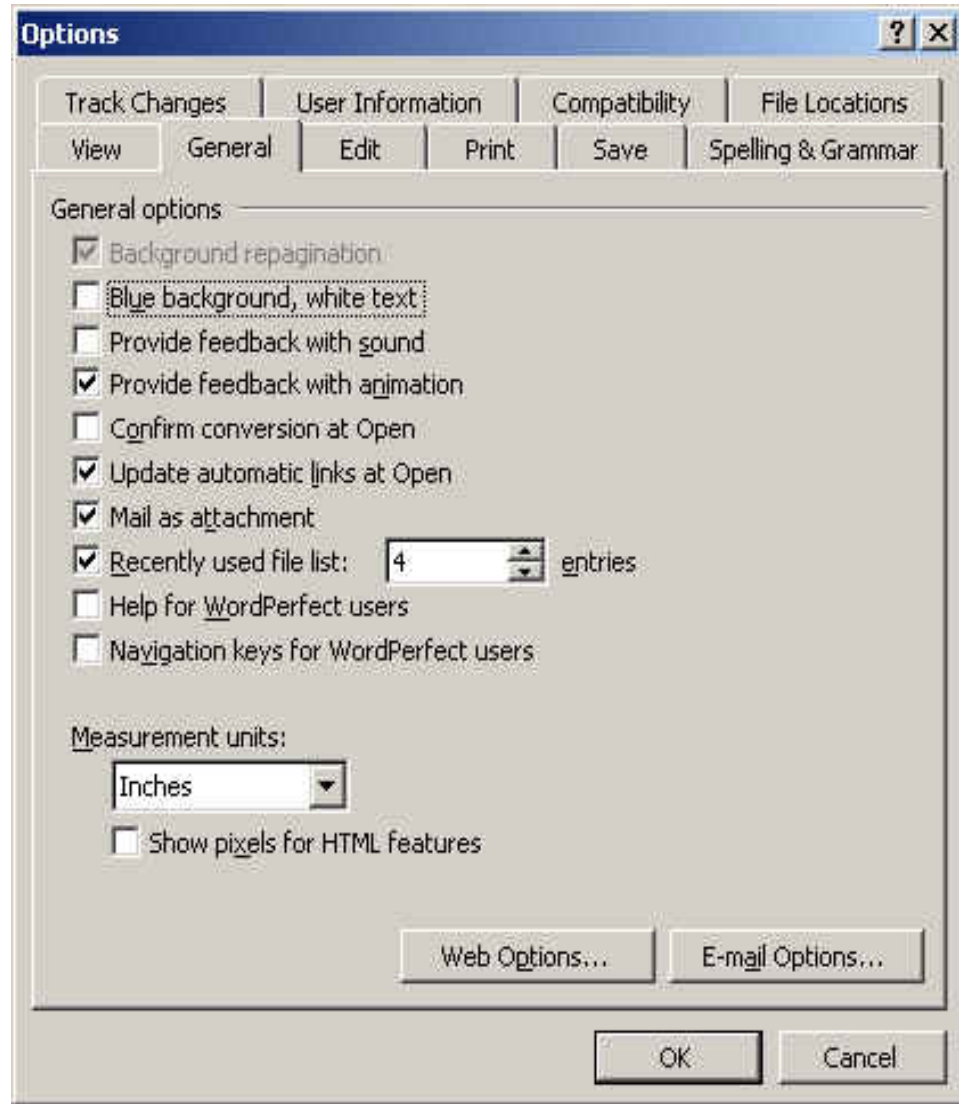 Options
Track Changes User Information Compatibility File Locations
View General Edit Print Save Spelling & Grammar
General options
Background repagination
Blue background, white text
Provide feedback with sound
Provide feedback with animation
Confirm conversion at Open
Update automatic links at Open
Mail as attachment
Recently used file list: 4 entries
Help for WordPerfect users
Navigation keys for WordPerfect users
Measurement units:
Inches
Show pixels for HTML features
Web Options... E-mail Options...
OK Cancel